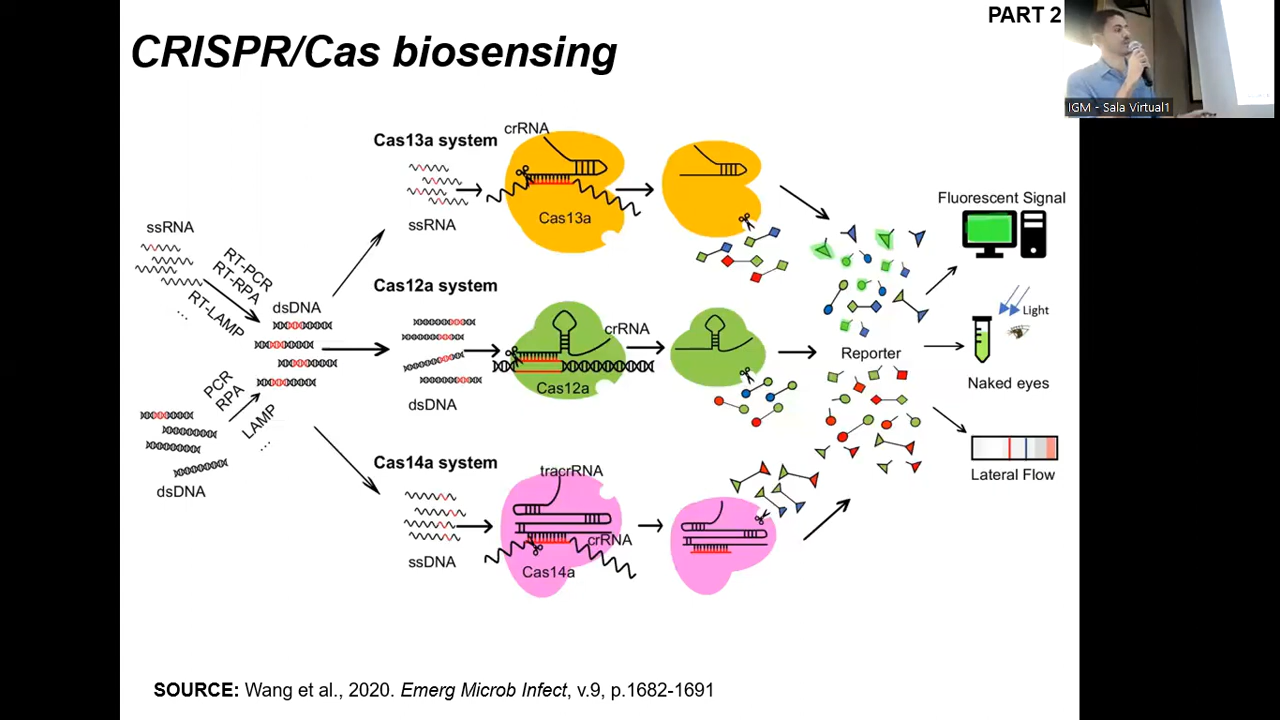 PART 2
CRISPR/Cas biosensing
IGM - Sala Virtual1
Cas13a system
crRNA
ssRNA
Cas13a
ssRNA
RT-PCR
RT-RPA
RT-LAMP
...
dsDNA
PCR
RPA
LAMP
...
dsDNA
Cas12a system
crRNA
dsDNA
Cas12a
Cas14a system
tracrRNA
crRNA
ssDNA
Cas14a
Reporter
Fluorescent Signal
Light
Naked eyes
Lateral Flow
SOURCE: Wang et al., 2020. Emerg Microb Infect, v.9, p.1682-1691